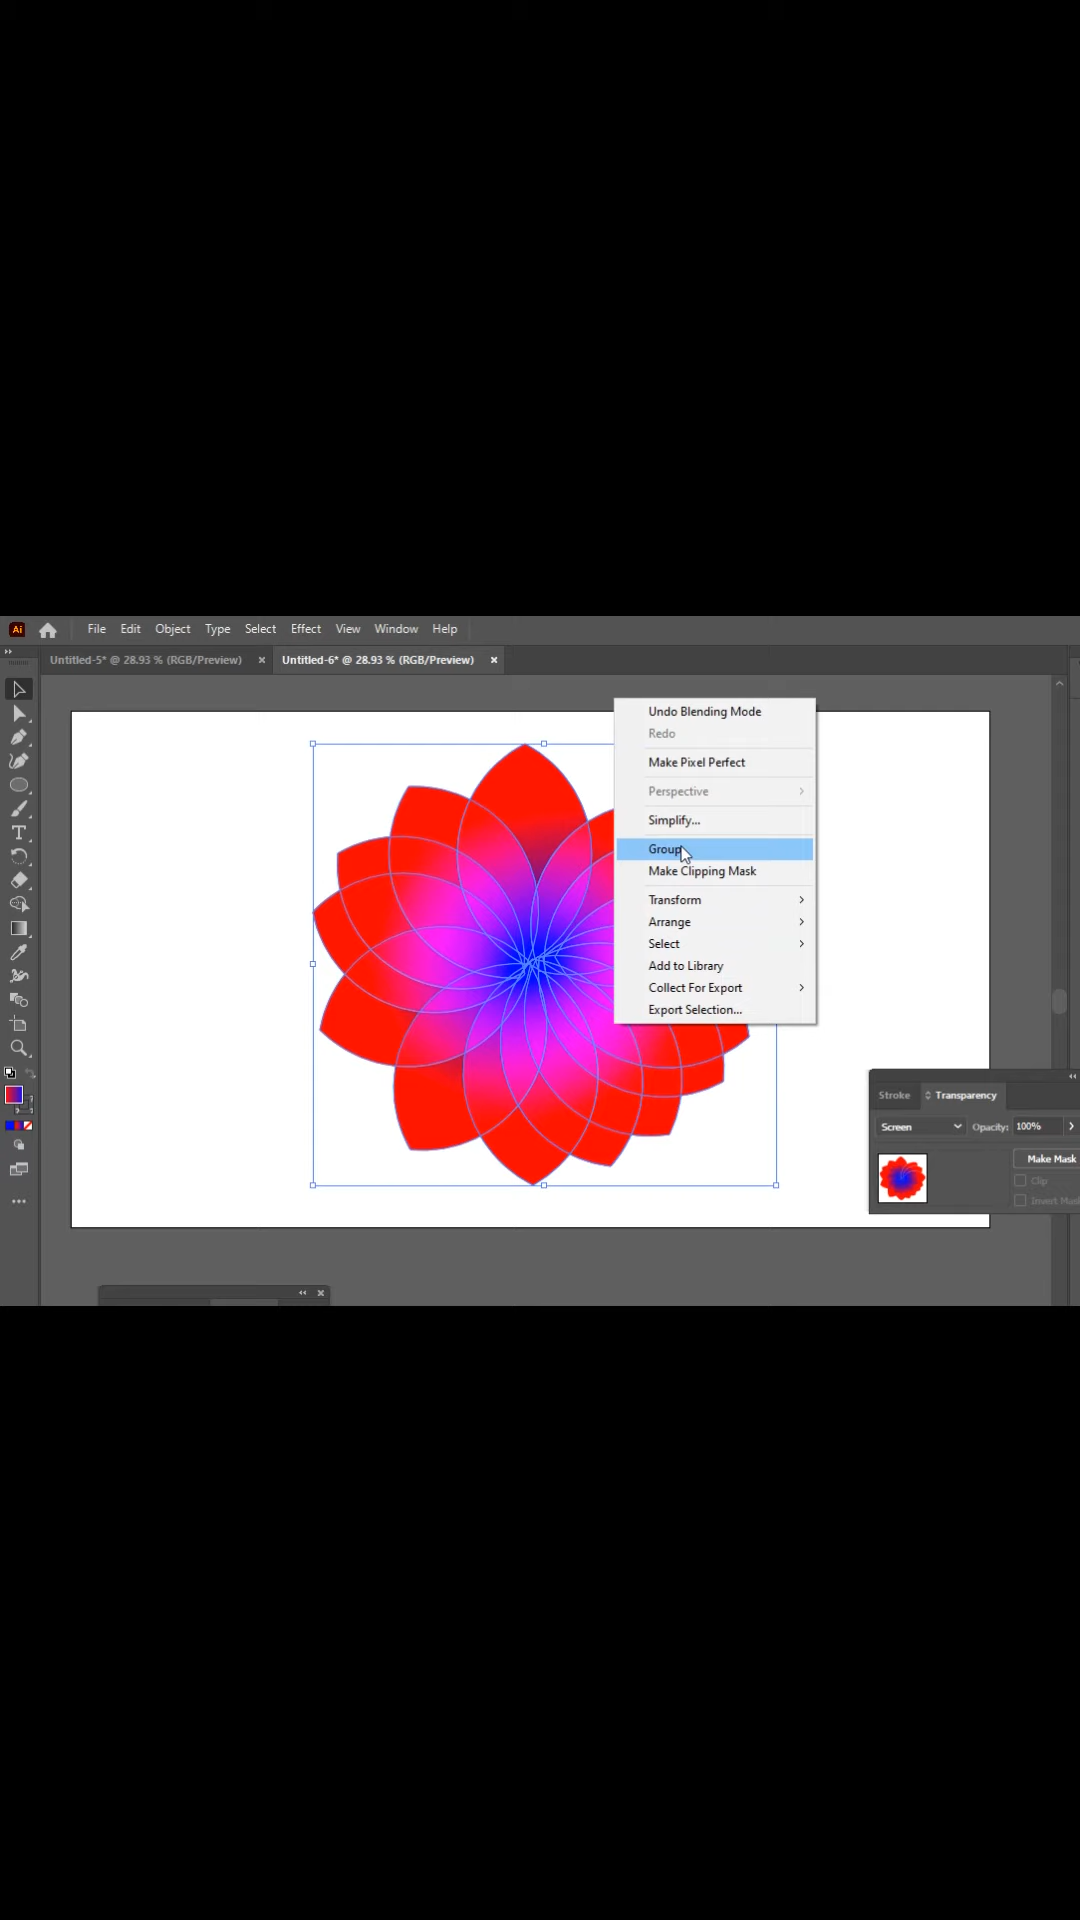 Ai
File Edit Object Type Select Effect View Window Help
Untitled-5* @ 28.93 % (RGB/Preview) Untitled-6* @ 28.93 % (RGB/Preview)
Undo Blending Mode
Redo
Make Pixel Perfect
Perspective
Simplify...
Group
Make Clipping Mask
Transform
Arrange
Select
Add to Library
Collect For Export
Export Selection...
Stroke Transparency
Screen Opacity: 100%
Make Mask
Clip
Invert